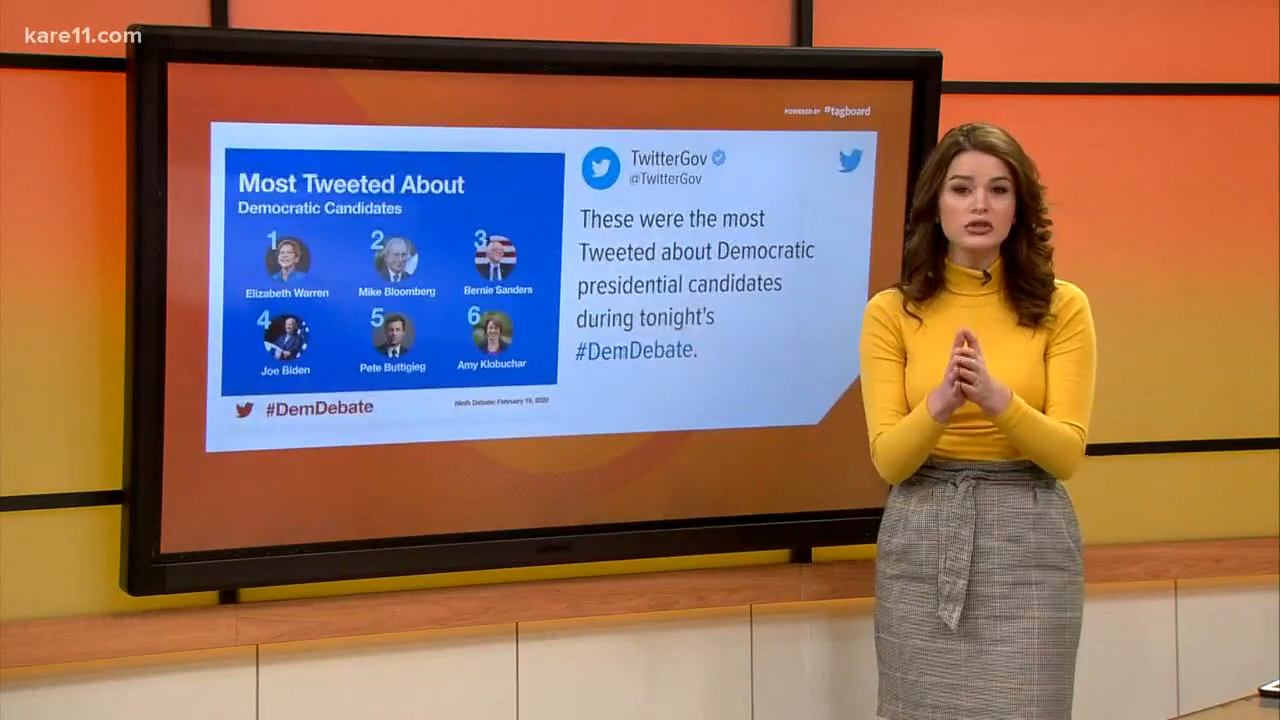 kare11.com
POWERED BY #tagboard
Most Tweeted About
Democratic Candidates
1
2
3
Elizabeth Warren
Mike Bloomberg
Bernie Sanders
4
5
6
Joe Biden
Pete Buttigieg
Amy Klobuchar
#DemDebate
Ninth Debate: February 19, 2020
TwitterGov
@TwitterGov
These were the most
Tweeted about Democratic
presidential candidates
during tonight's
#DemDebate.